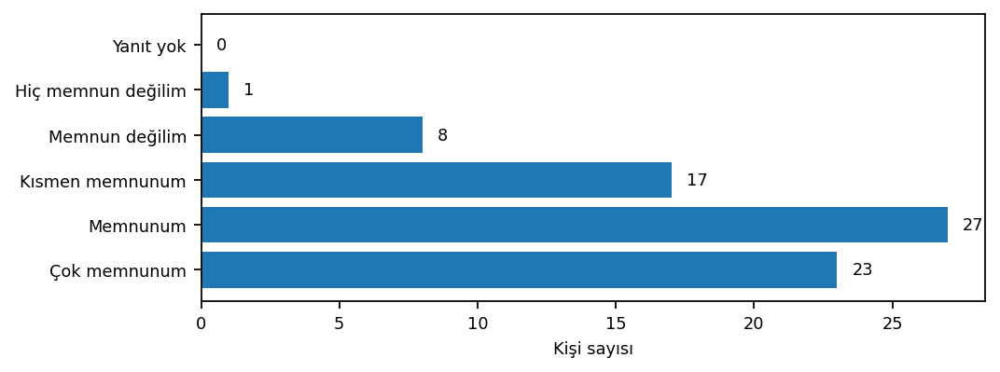 Yanıt yok 0
Hiç memnun değilim 1
Memnun değilim 8
Kısmen memnunum 17
Memnunum 27
Çok memnunum 23
0 5 10 15 20 25
Kişi sayısı